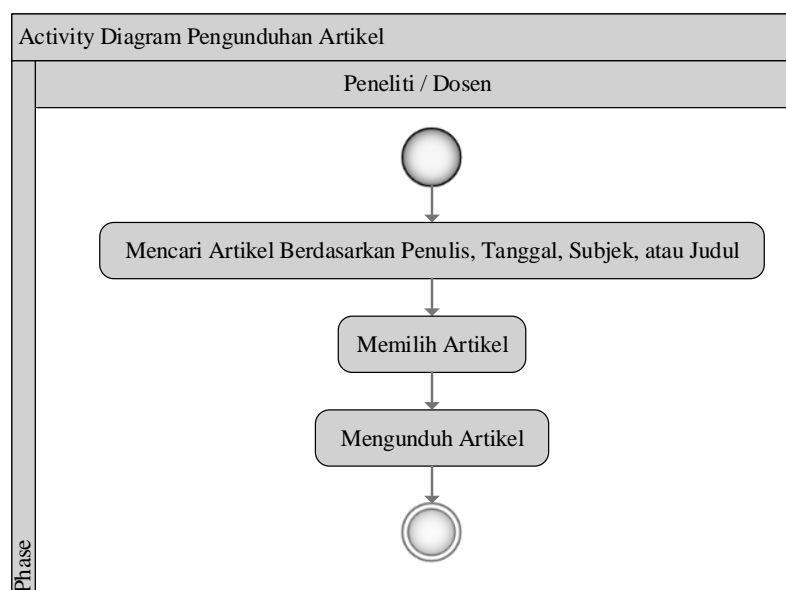 Activity Diagram Pengunduhan Artikel
Peneliti / Dosen
Mencari Artikel Berdasarkan Penulis, Tanggal, Subjek, atau Judul
Memilih Artikel
Mengunduh Artikel
Phase